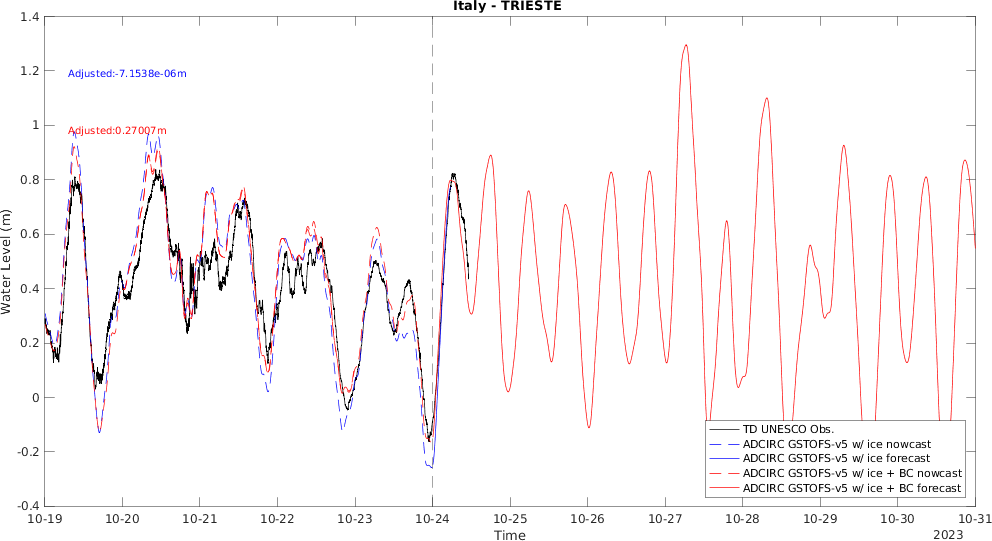 Italy - TRIESTE
1.4
1.2
1
0.8
0.6
0.4
0.2
0
-0.2
-0.4
Water Level (m)
Adjusted:-7.1538e-06m
Adjusted:0.27007m
TD UNESCO Obs.
ADCIRC GSTOFS-v5 w/ ice nowcast
ADCIRC GSTOFS-v5 w/ ice forecast
ADCIRC GSTOFS-v5 w/ ice + BC nowcast
ADCIRC GSTOFS-v5 w/ ice + BC forecast
10-19 10-20 10-21 10-22 10-23 10-24 10-25 10-26 10-27 10-28 10-29 10-30 10-31
Time
2023